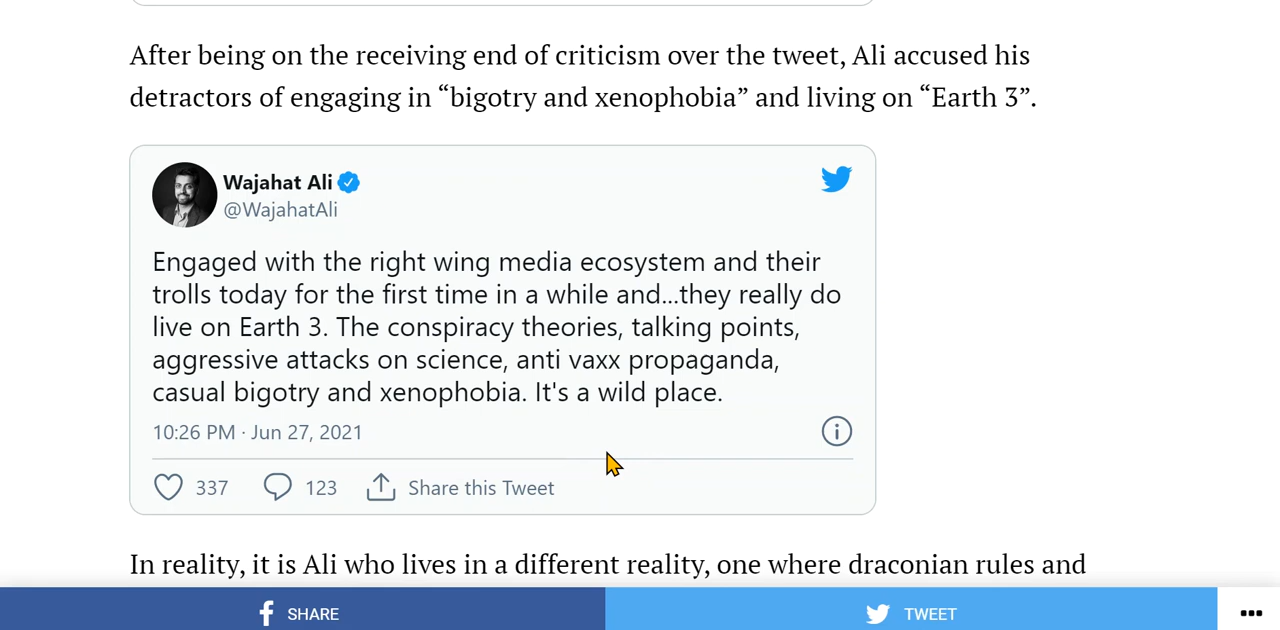 After being on the receiving end of criticism over the tweet, Ali accused his
detractors of engaging in “bigotry and xenophobia” and living on “Earth 3”.
Wajahat Ali
@WajahatAli
Engaged with the right wing media ecosystem and their
trolls today for the first time in a while and...they really do
live on Earth 3. The conspiracy theories, talking points,
aggressive attacks on science, anti vaxx propaganda,
casual bigotry and xenophobia. It's a wild place.
10:26 PM · Jun 27, 2021
337 123 Share this Tweet
In reality, it is Ali who lives in a different reality, one where draconian rules and
SHARE TWEET